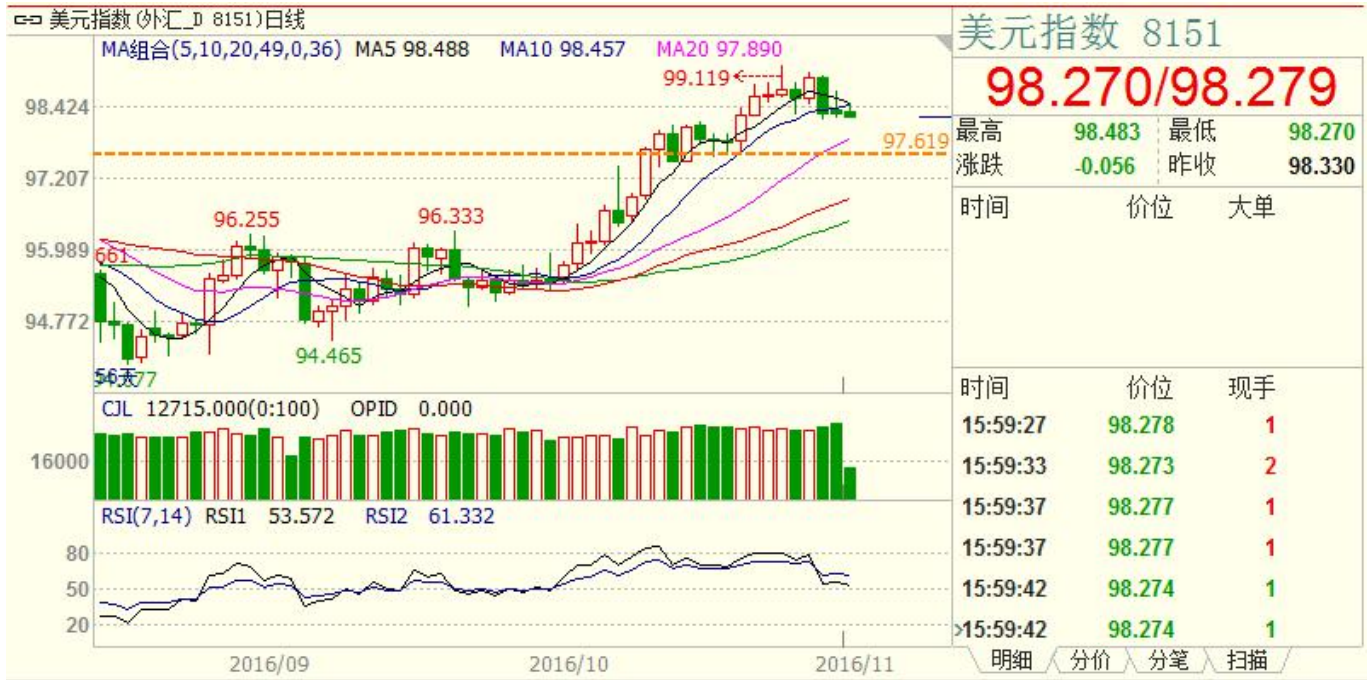 美元指数(外汇_D 8151)日线
MA组合(5,10,20,49,0,36) MA5 98.488 MA10 98.457 MA20 97.890
99.119
98.424
97.619
97.207
96.255
96.333
95.989
661
94.772
94.465
56天
CJL 12715.000(0:100) OPID 0.000
16000
RSI(7,14) RSI1 53.572 RSI2 61.332
80
50
20
2016/09 2016/10 2016/11
美元指数 8151
98.270/98.279
最高 98.483 最低 98.270
涨跌 -0.056 昨收 98.330
时间 价位 大单
时间 价位 现手
15:59:27 98.278 1
15:59:33 98.273 2
15:59:37 98.277 1
15:59:37 98.277 1
15:59:42 98.274 1
15:59:42 98.274 1
明细 分价 分笔 扫描